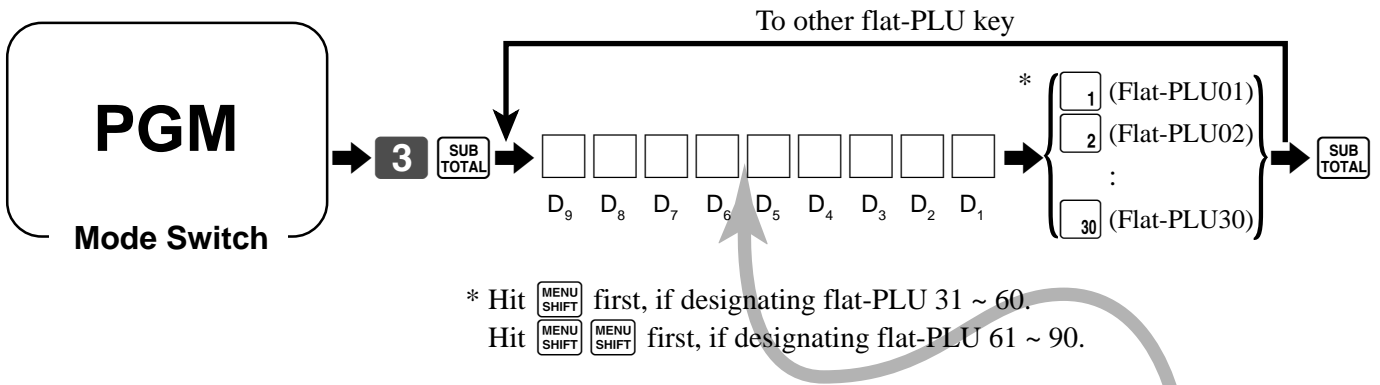 To other flat-PLU key
PGM
Mode Switch
3 SUB TOTAL
D9 D8 D7 D6 D5 D4 D3 D2 D1
* 1 (Flat-PLU01)
2 (Flat-PLU02)
:
30 (Flat-PLU30)
SUB TOTAL
* Hit MENU SHIFT first, if designating flat-PLU 31 ~ 60.
Hit MENU SHIFT MENU SHIFT first, if designating flat-PLU 61 ~ 90.